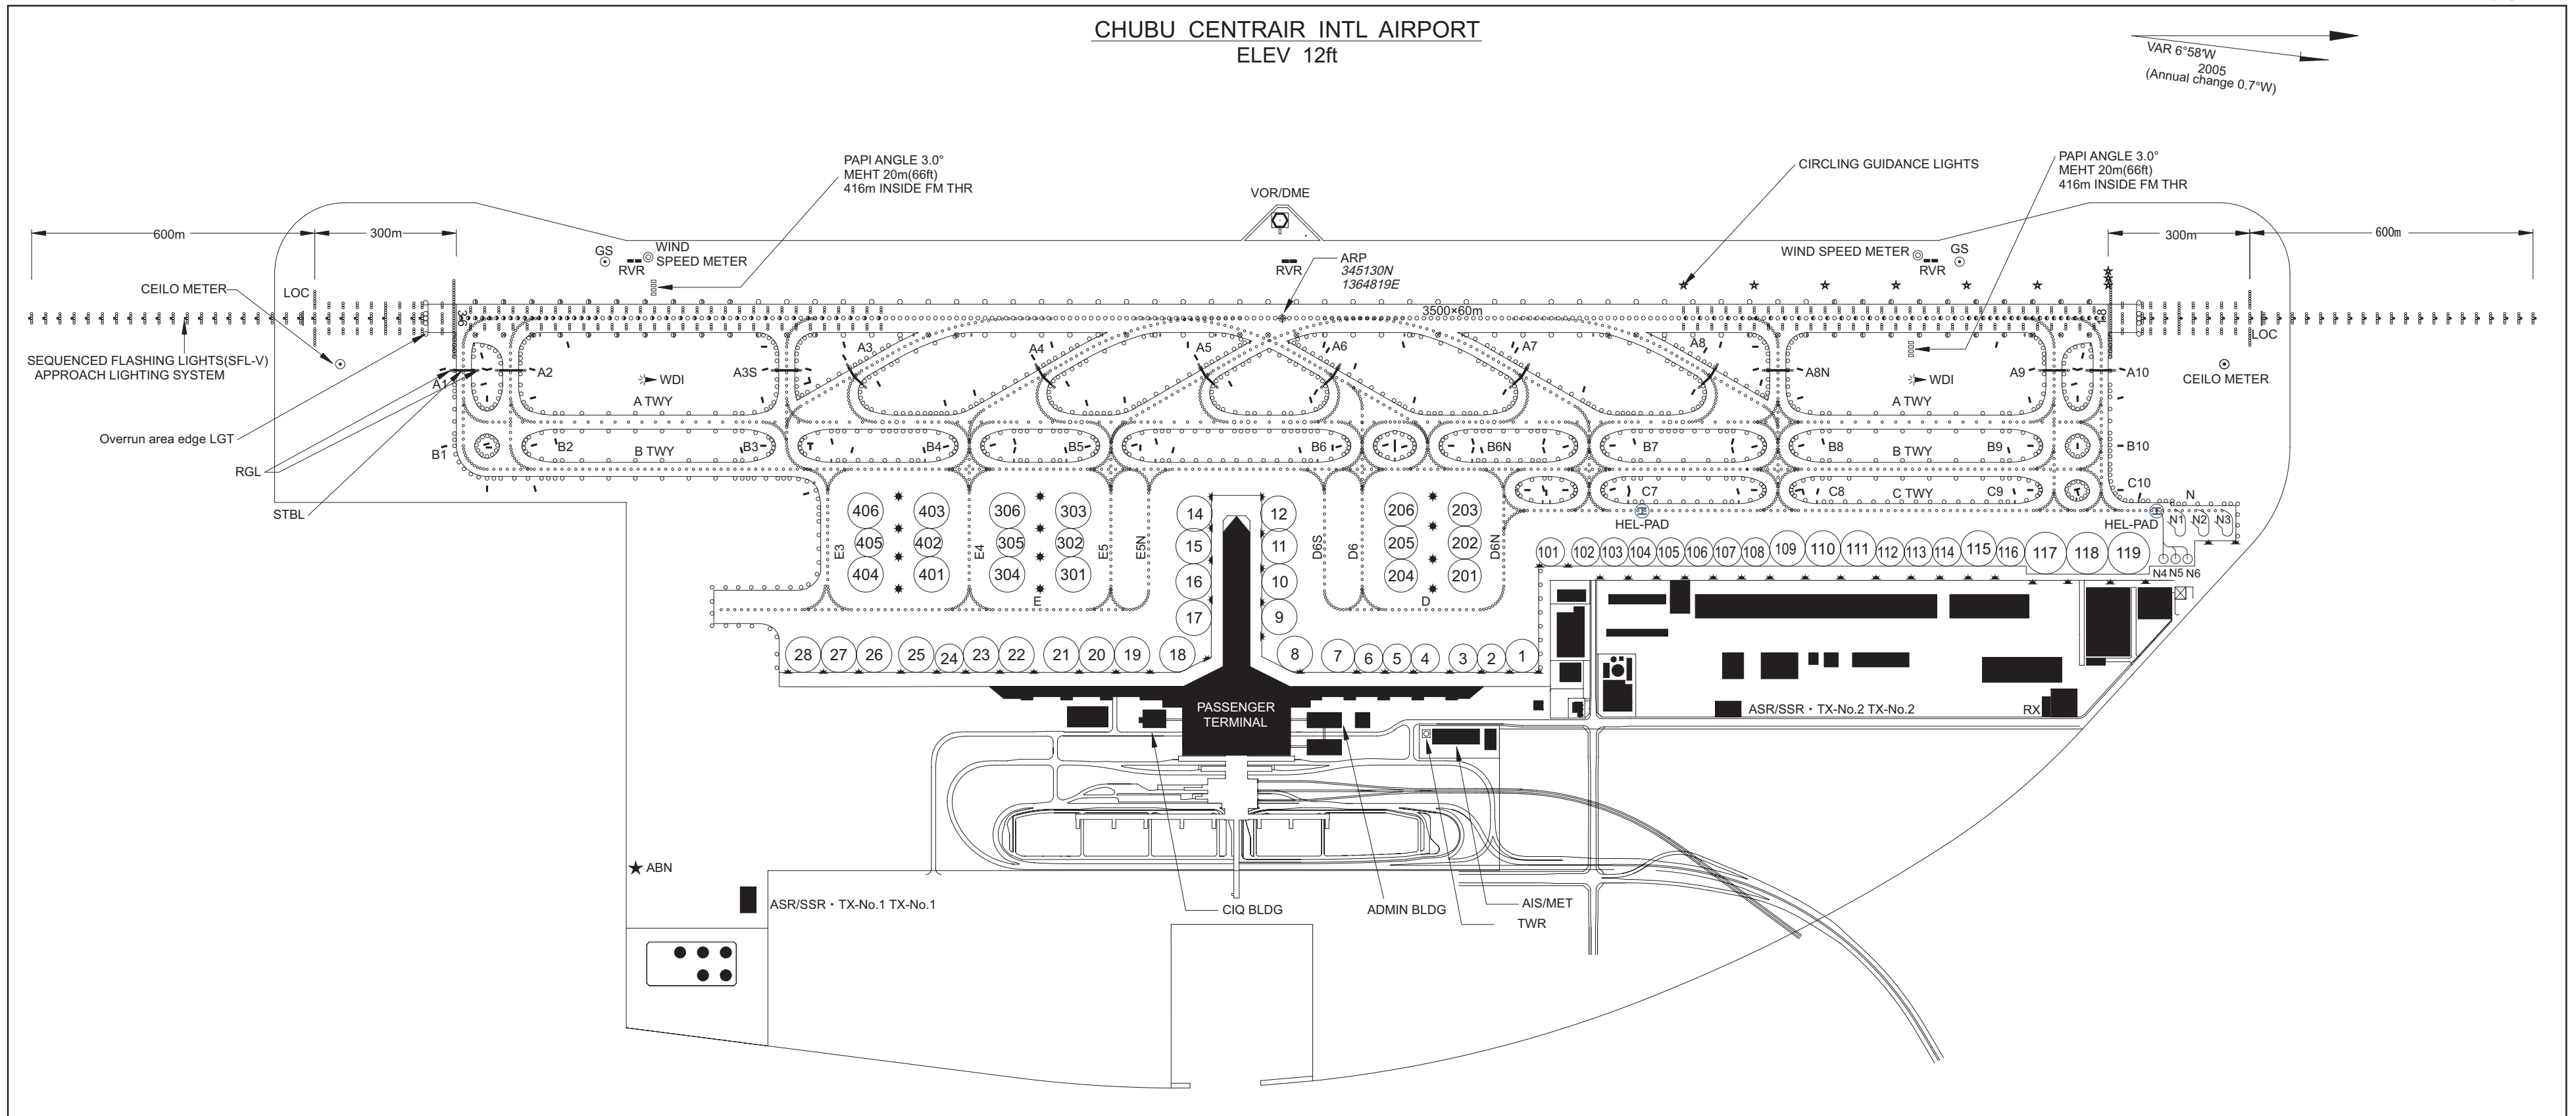 CHUBU CENTRAIR INTL AIRPORT
ELEV 12ft
VAR 6°58'W
2005
(Annual change 0.7°W)
PAPI ANGLE 3.0°
MEHT 20m(66ft)
416m INSIDE FM THR
CIRCLING GUIDANCE LIGHTS
PAPI ANGLE 3.0°
MEHT 20m(66ft)
416m INSIDE FM THR
VOR/DME
600m
300m
300m
600m
GS
RVR
WIND
SPEED METER
RVR
ARP
345130N
1364819E
WIND SPEED METER
GS
RVR
CEILO METER
LOC
36
3500×60m
18
LOC
SEQUENCED FLASHING LIGHTS(SFL-V)
APPROACH LIGHTING SYSTEM
A1
A2
WDI
A3S
A3
A4
A5
A6
A7
A8
A8N
WDI
A9
A10
CEILO METER
A TWY
A TWY
Overrun area edge LGT
B1
B2
B TWY
B3
B4
B5
B6
B6N
B7
B8
B TWY
B9
B10
RGL
STBL
C7
C8
C TWY
C9
C10
N
HEL-PAD
HEL-PAD
N1
N2
N3
406
403
306
303
14
12
206
203
405
402
305
302
15
11
205
202
404
401
304
301
16
10
204
201
17
9
E3
E4
E5
E5N
D6S
D6
D6N
E
D
101
102
103
104
105
106
107
108
109
110
111
112
113
114
115
116
117
118
119
N4
N5
N6
28
27
26
25
24
23
22
21
20
19
18
8
7
6
5
4
3
2
1
PASSENGER
TERMINAL
ASR/SSR・TX-No.2 TX-No.2
RX
ABN
ASR/SSR・TX-No.1 TX-No.1
CIQ BLDG
ADMIN BLDG
AIS/MET
TWR